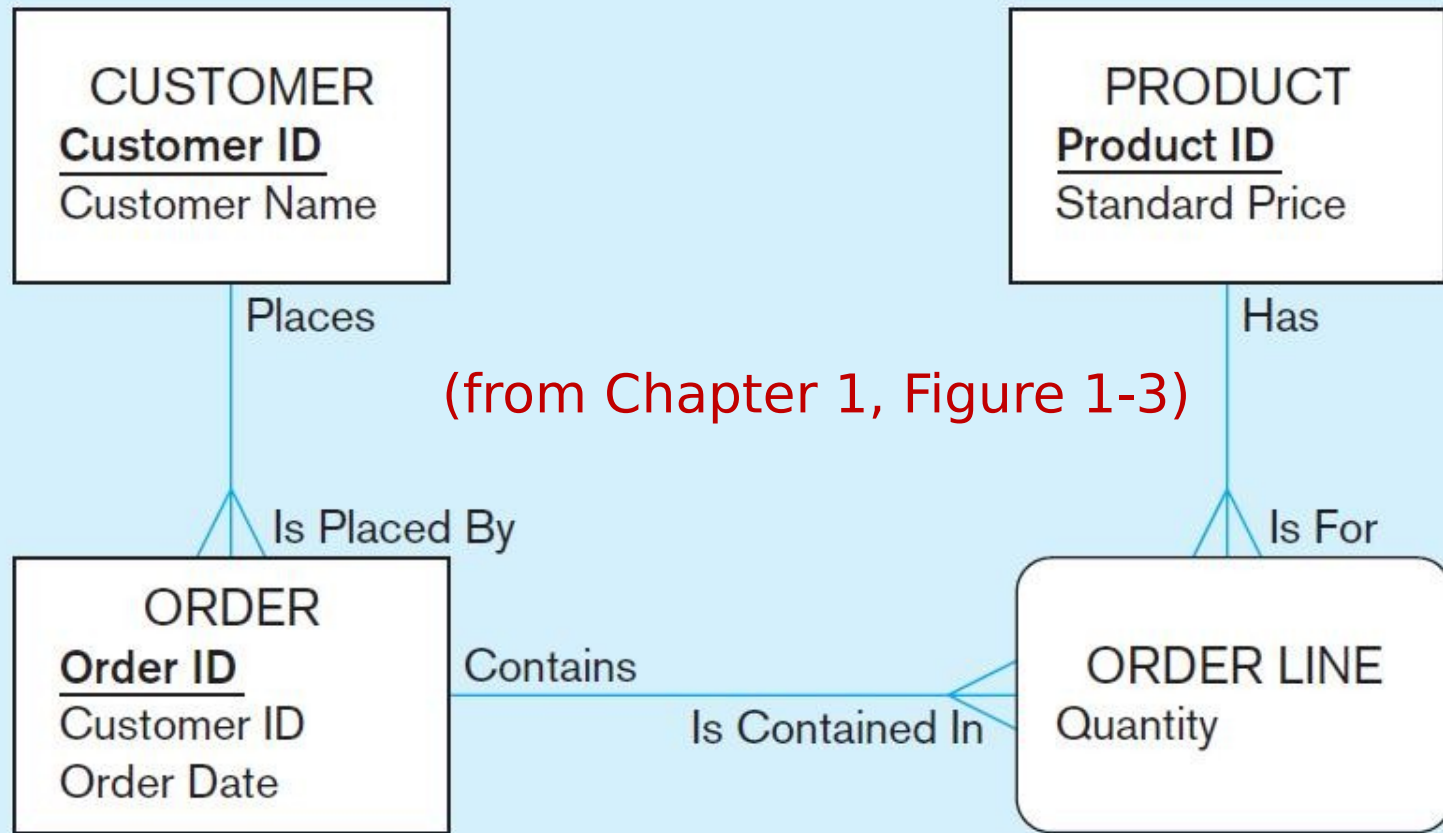 CUSTOMER
Customer ID
Customer Name
PRODUCT
Product ID
Standard Price
Places
Has
(from Chapter 1, Figure 1-3)
Is Placed By
Is For
ORDER
Order ID
Customer ID
Order Date
Contains
Is Contained In
ORDER LINE
Quantity